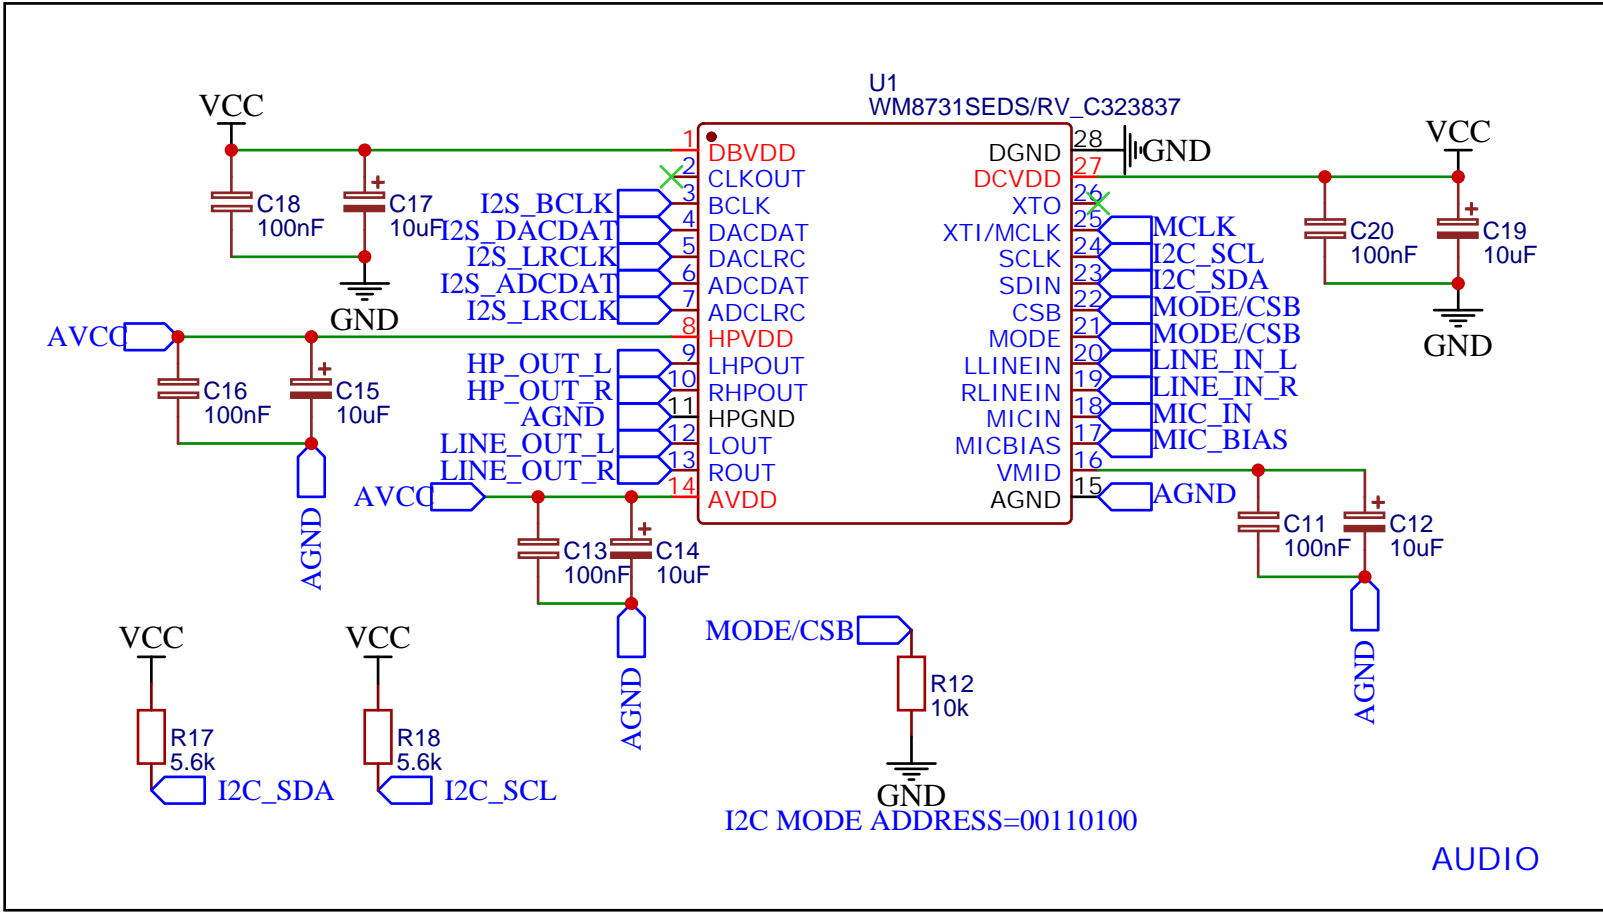 U1
WM8731SEDS/RV_C323837
VCC
C18
100nF
C17
10uF
GND
1
DBVDD
2
CLKOUT
I2S_BCLK
3
BCLK
I2S_DACDAT
4
DACDAT
I2S_LRCLK
5
DACLRC
I2S_ADCDAT
6
ADCDAT
I2S_LRCLK
7
ADCLRC
AVCC
8
HPVDD
C16
100nF
C15
10uF
AGND
HP_OUT_L
9
LHPOUT
HP_OUT_R
10
RHPOUT
AGND
11
HPGND
LINE_OUT_L
12
LOUT
LINE_OUT_R
13
ROUT
AVCC
14
AVDD
C13
100nF
C14
10uF
AGND
DGND
28
GND
DCVDD
27
VCC
XTO
26
XTI/MCLK
25
MCLK
SCLK
24
I2C_SCL
SDIN
23
I2C_SDA
CSB
22
MODE/CSB
MODE
21
MODE/CSB
LLINEIN
20
LINE_IN_L
RLINEIN
19
LINE_IN_R
MICIN
18
MIC_IN
MICBIAS
17
MIC_BIAS
VMID
16
AGND
15
AGND
C20
100nF
C19
10uF
GND
C11
100nF
C12
10uF
AGND
VCC
R17
5.6k
I2C_SDA
VCC
R18
5.6k
I2C_SCL
MODE/CSB
R12
10k
GND
I2C MODE ADDRESS=00110100
AUDIO